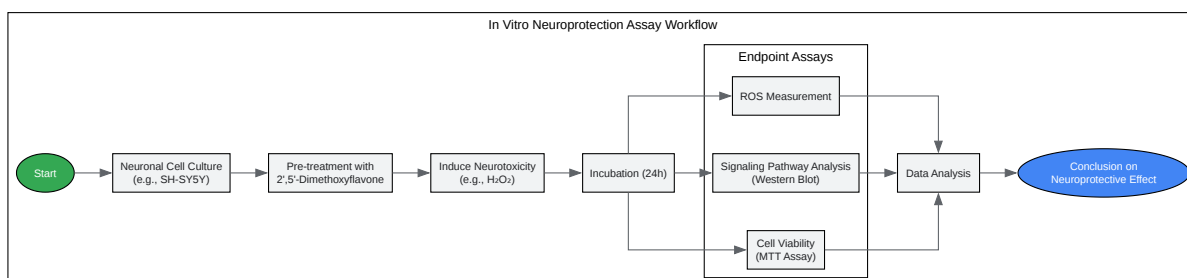 In Vitro Neuroprotection Assay Workflow
Endpoint Assays
ROS Measurement
Start
Neuronal Cell Culture
(e.g., SH-SY5Y)
Pre-treatment with
2',5'-Dimethoxyflavone
Induce Neurotoxicity
(e.g., H₂O₂)
Incubation (24h)
Signaling Pathway Analysis
(Western Blot)
Data Analysis
Conclusion on
Neuroprotective Effect
Cell Viability
(MTT Assay)